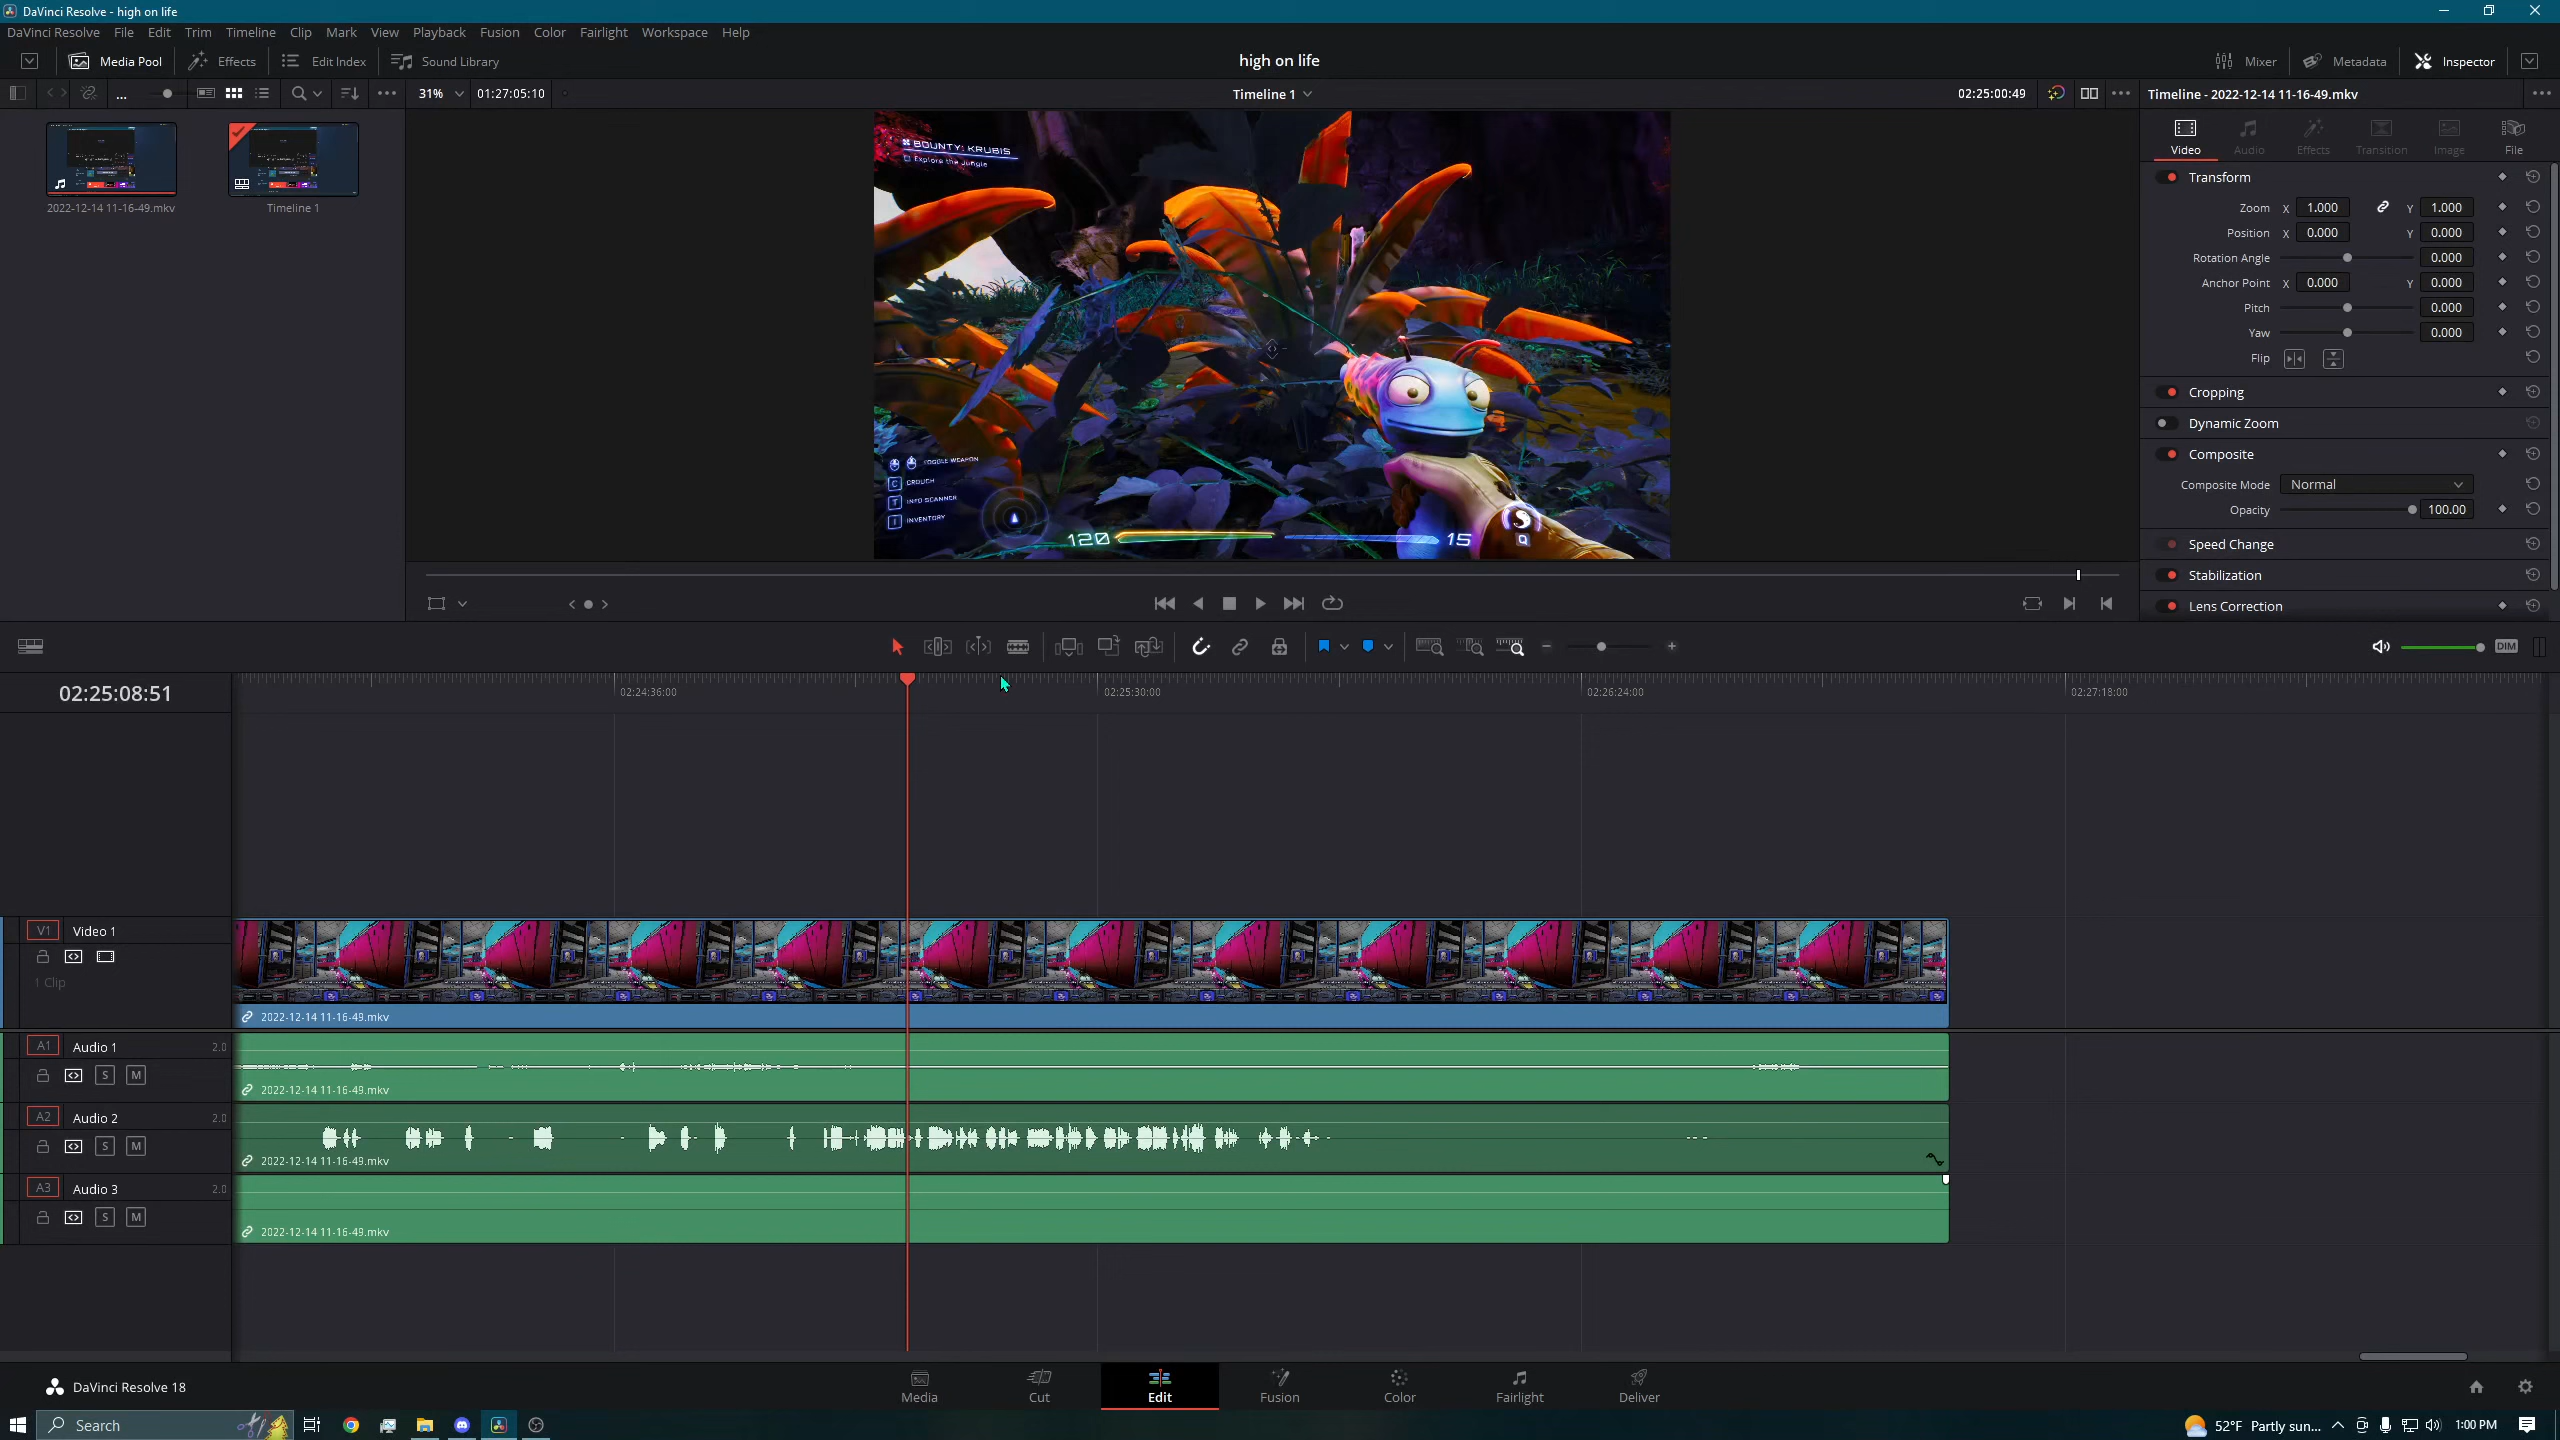 DaVinci Resolve - high on life
DaVinci Resolve File Edit Trim Timeline Clip Mark View Playback Fusion Color Fairlight Workspace Help
Media Pool Effects Edit Index Sound Library high on life Mixer Metadata Inspector
... 31% 01:27:05:10 Timeline 1 02:25:00:49 Timeline - 2022-12-14 11-16-49.mkv
2022-12-14 11-16-49.mkv Timeline 1
BOUNTY: KRUBIS
Explore the Jungle
TOGGLE WEAPON
C CROUCH
T INFO SCANNER
I INVENTORY
120 15 Q
Video Audio Effects Transition Image File
Transform
Zoom X 1.000 Y 1.000
Position X 0.000 Y 0.000
Rotation Angle 0.000
Anchor Point X 0.000 Y 0.000
Pitch 0.000
Yaw 0.000
Flip
Cropping
Dynamic Zoom
Composite
Composite Mode Normal
Opacity 100.00
Speed Change
Stabilization
Lens Correction
DIM
02:25:08:51 02:24:36:00 02:25:30:00 02:26:24:00 02:27:18:00
V1 Video 1
1 Clip
2022-12-14 11-16-49.mkv
A1 Audio 1 2.0
S M
2022-12-14 11-16-49.mkv
A2 Audio 2 2.0
S M
2022-12-14 11-16-49.mkv
A3 Audio 3 2.0
S M
2022-12-14 11-16-49.mkv
DaVinci Resolve 18 Media Cut Edit Fusion Color Fairlight Deliver
Search 52°F Partly sun... 1:00 PM